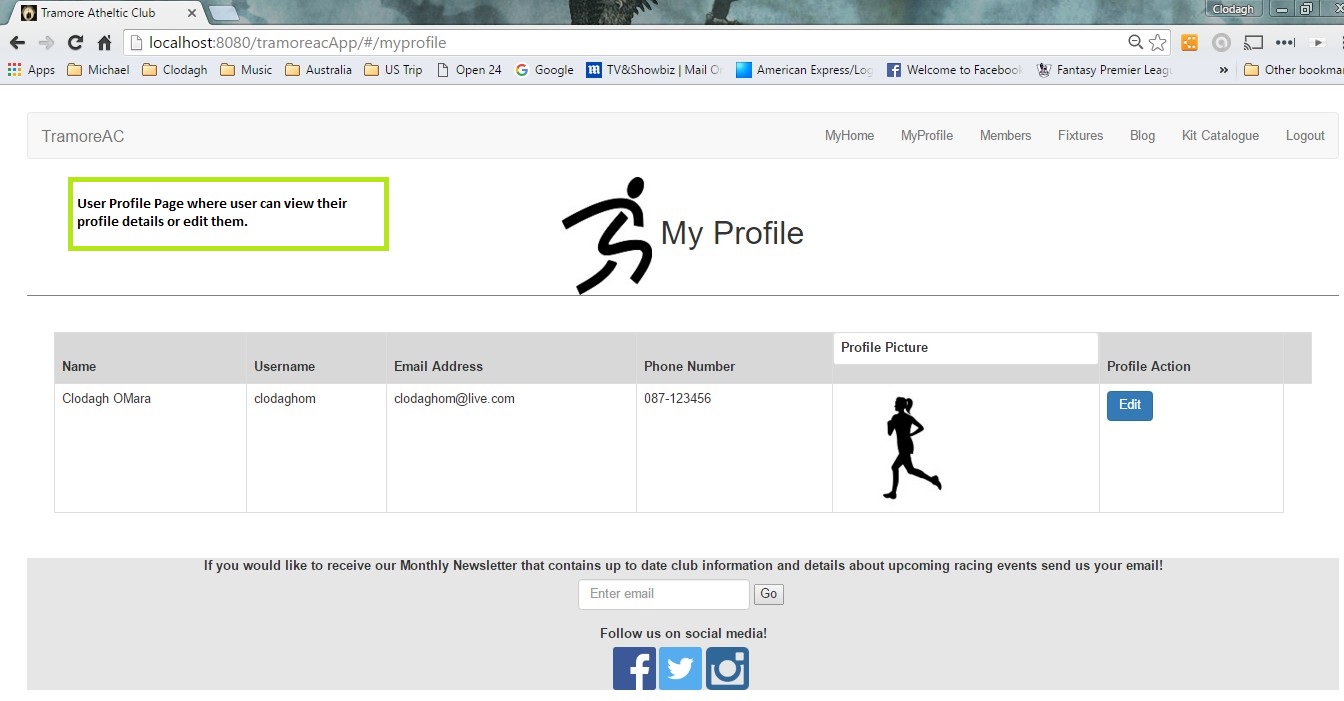 Tramore Atheltic Club
Clodagh
localhost:8080/tramoreacApp/#/myprofile
Apps Michael Clodagh Music Australia US Trip Open 24 Google TV&Showbiz | Mail Or American Express/Log Welcome to Facebook Fantasy Premier Leagu » Other bookma
TramoreAC MyHome MyProfile Members Fixtures Blog Kit Catalogue Logout
User Profile Page where user can view their
profile details or edit them.
My Profile
Name Username Email Address Phone Number Profile Picture Profile Action
Clodagh OMara clodaghom clodaghom@live.com 087-123456 Edit
If you would like to receive our Monthly Newsletter that contains up to date club information and details about upcoming racing events send us your email!
Enter email Go
Follow us on social media!